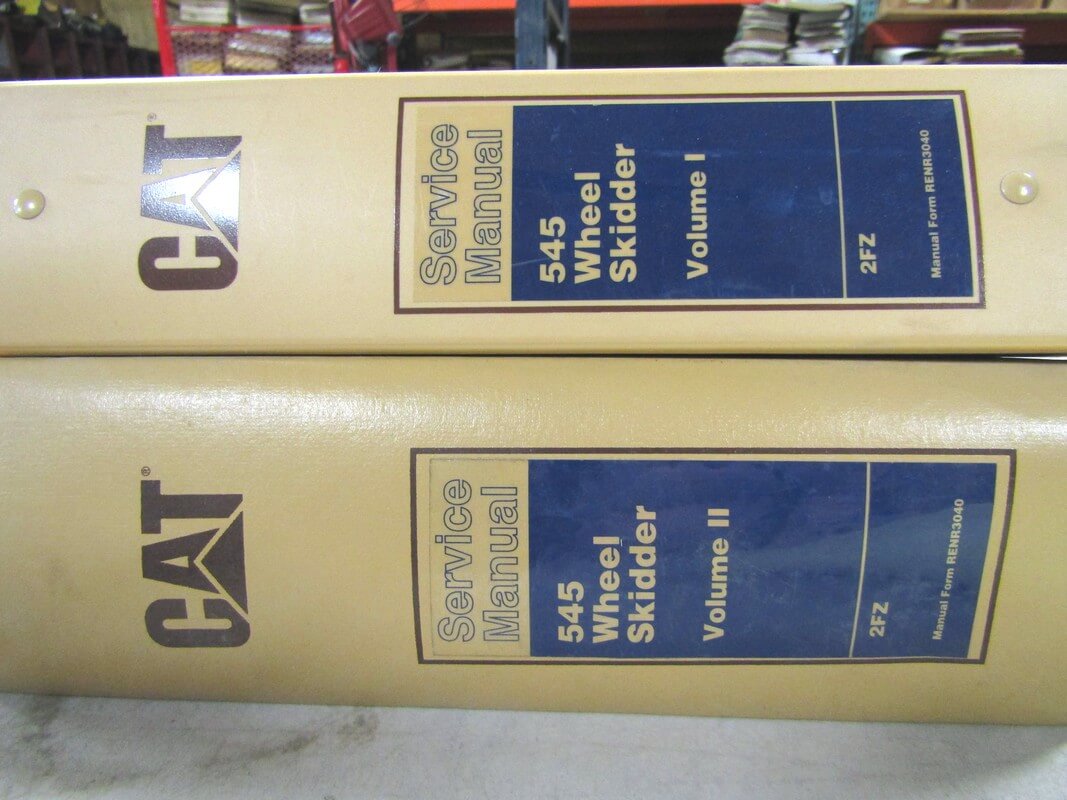 CAT®
Service
Manual
545
Wheel
Skidder
Volume I
2FZ
Manual Form RENR3040
CAT®
Service
Manual
545
Wheel
Skidder
Volume II
2FZ
Manual Form RENR3040